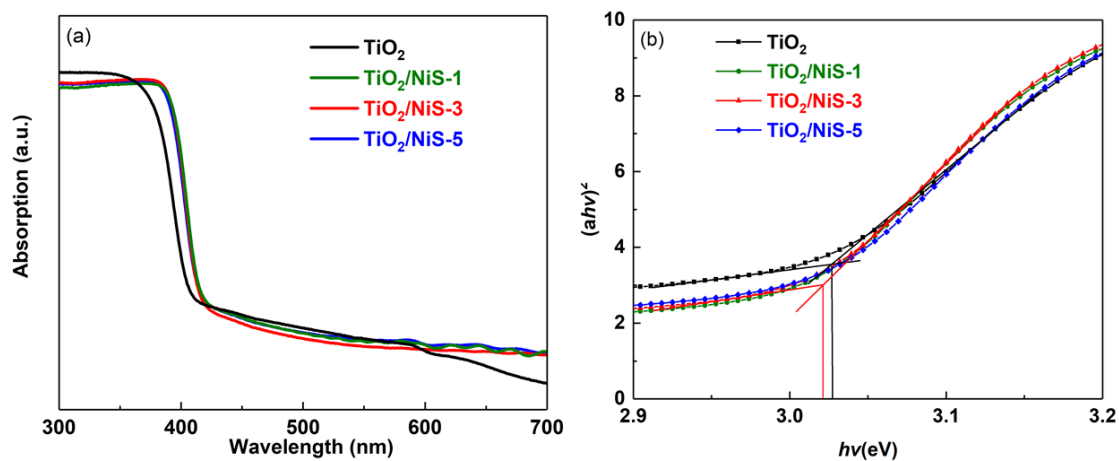 (a)
TiO2
TiO2/NiS-1
TiO2/NiS-3
TiO2/NiS-5
Absorption (a.u.)
300 400 500 600 700
Wavelength (nm)
(b)
TiO2
TiO2/NiS-1
TiO2/NiS-3
TiO2/NiS-5
(ahv)²
10
8
6
4
2
0
2.9 3.0 3.1 3.2
hv(eV)